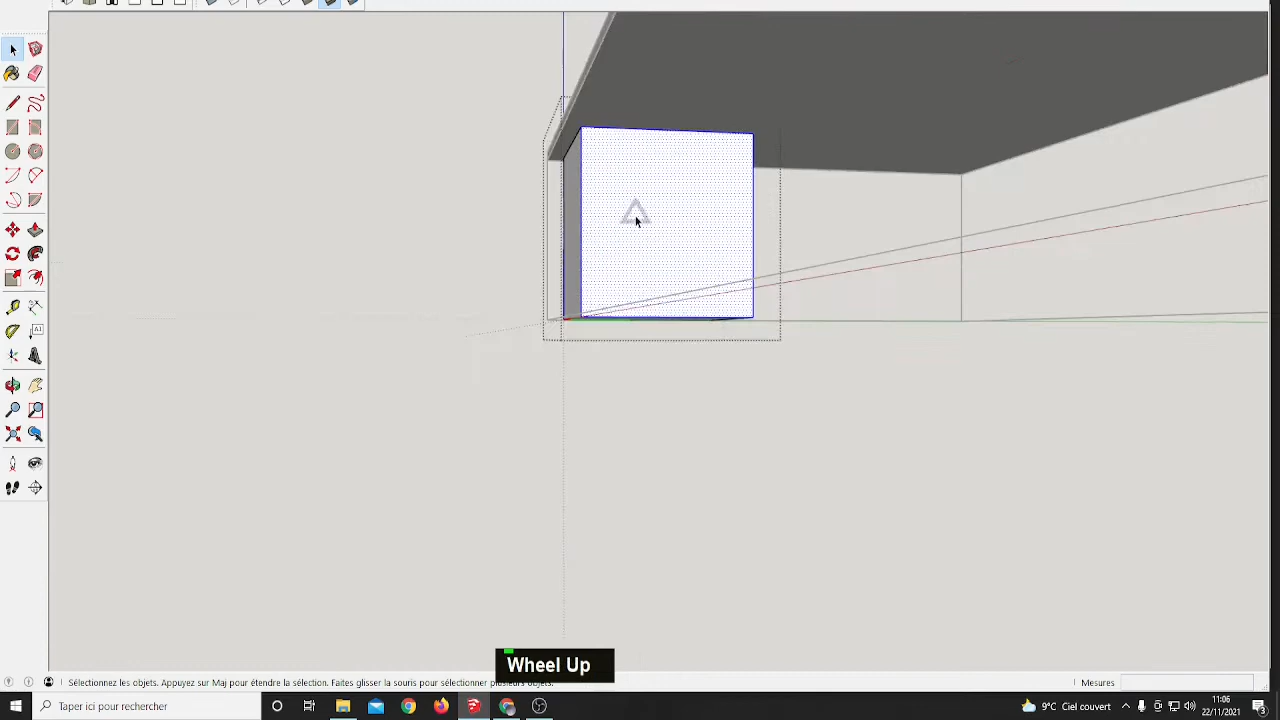 Wheel Up
Sélectionnez les objets. Appuyez sur Maj pour étendre la sélection. Faites glisser la souris pour sélectionner plusieurs objets.
Mesures
Taper ici pour rechercher
9°C Ciel couvert
11:06
22/11/2021